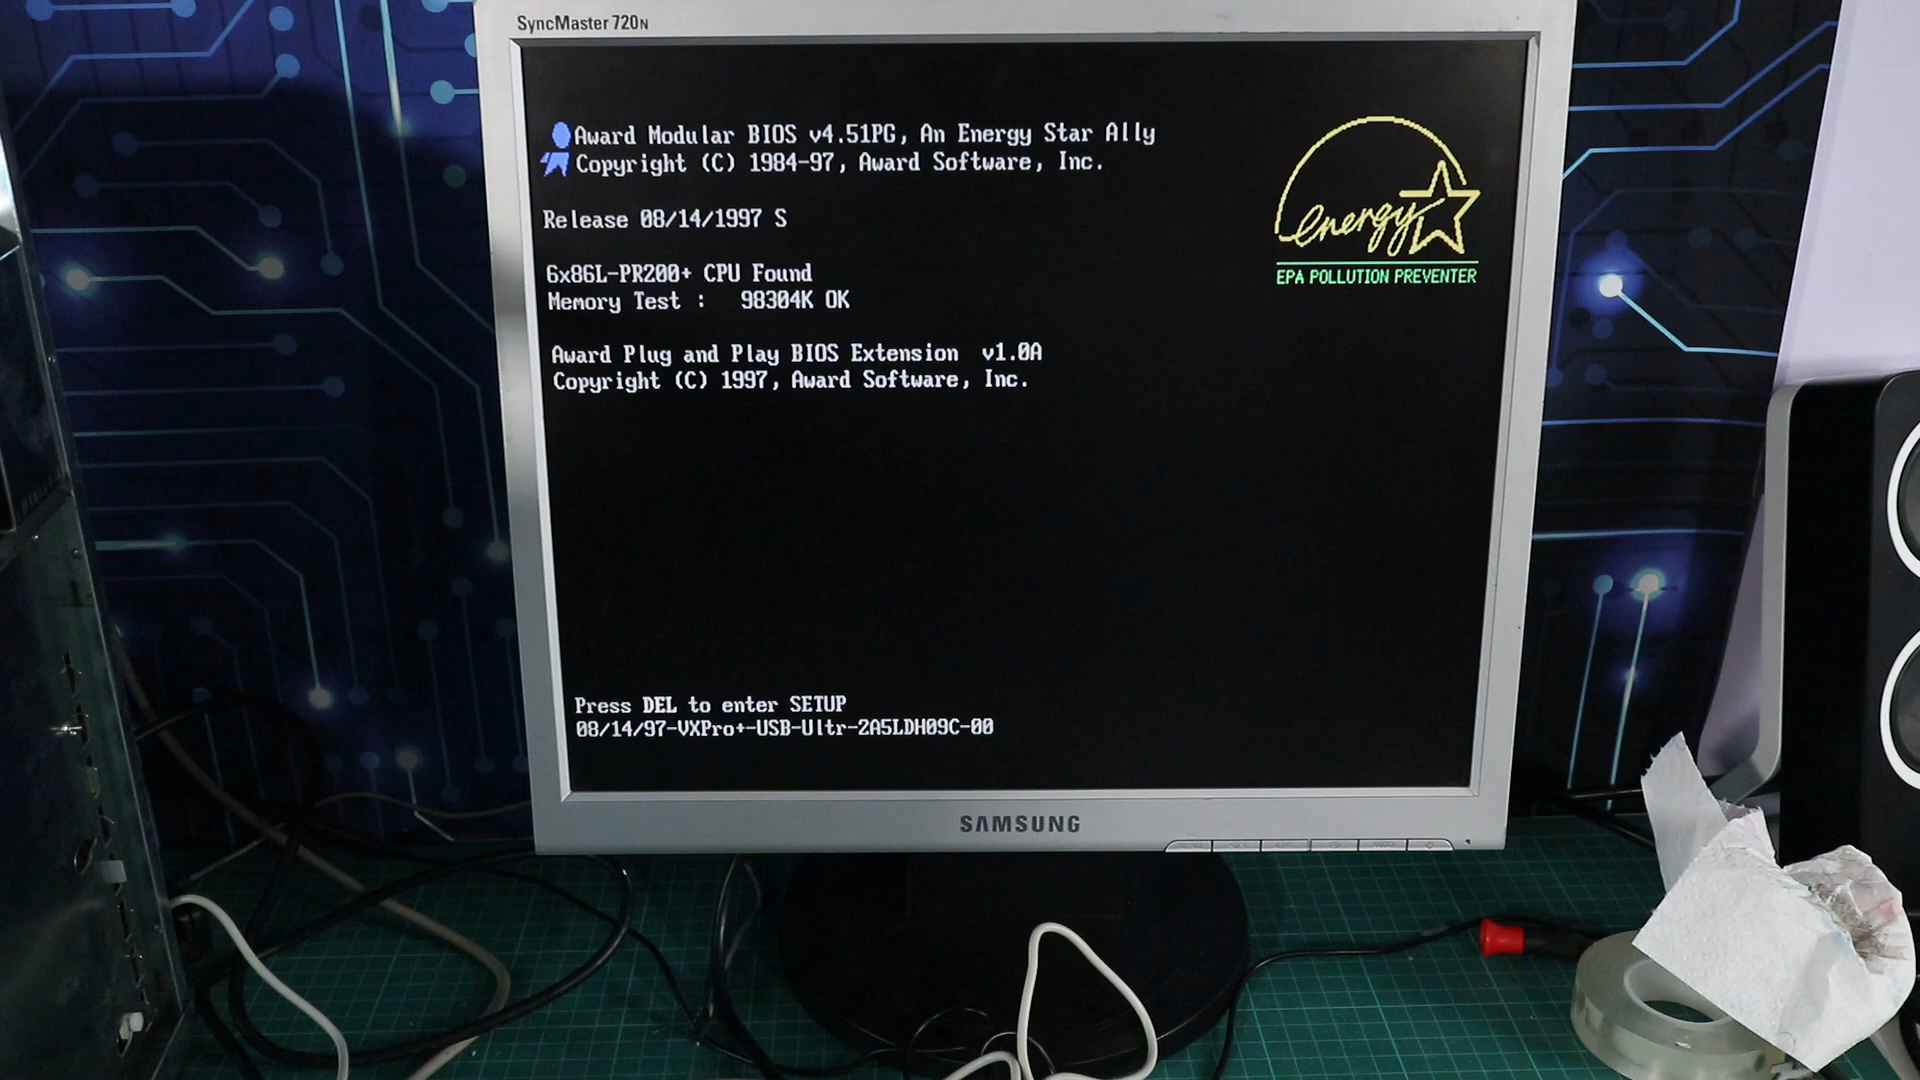 SyncMaster 720N
Award Modular BIOS v4.51PG, An Energy Star Ally
Copyright (C) 1984-97, Award Software, Inc.
energy
EPA POLLUTION PREVENTER
Release 08/14/1997 S
6x86L-PR200+ CPU Found
Memory Test :   98304K OK
Award Plug and Play BIOS Extension  v1.0A
Copyright (C) 1997, Award Software, Inc.
Press DEL to enter SETUP
08/14/97-VXPro+-USB-Ultr-2A5LDH09C-00
SAMSUNG